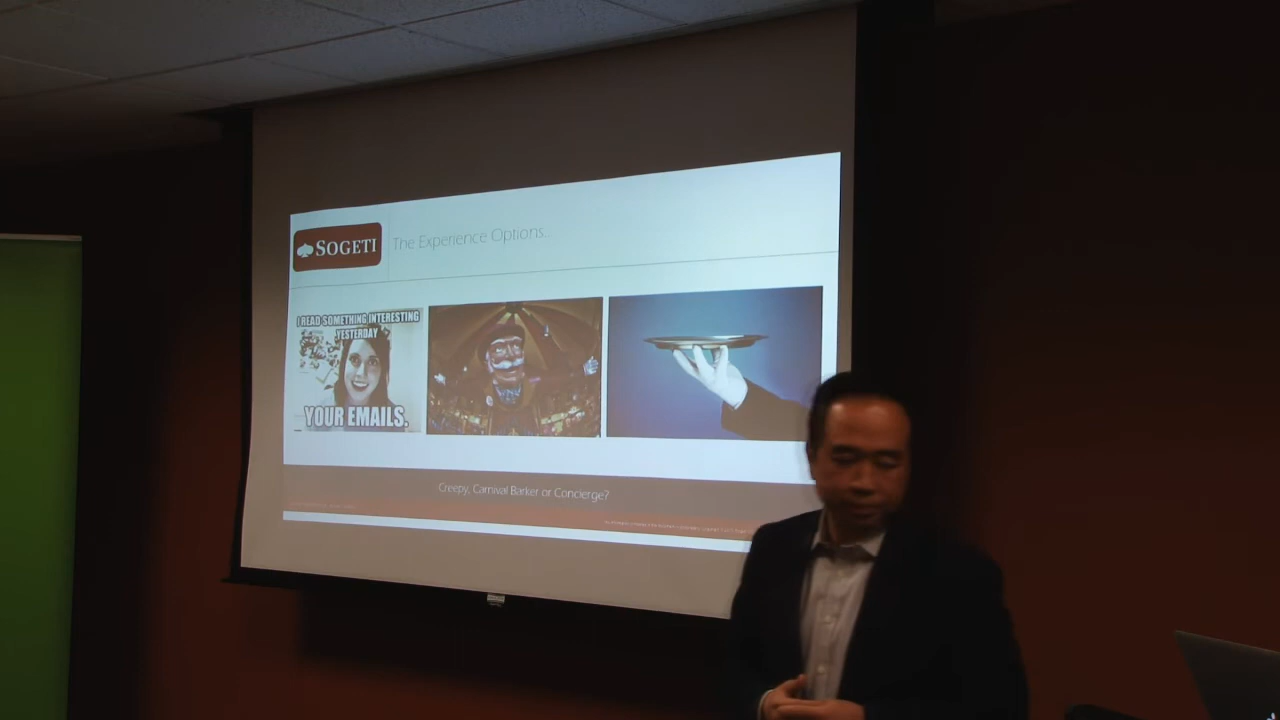 SOGETI
The Experience Options...
I READ SOMETHING INTERESTING
YESTERDAY
YOUR EMAILS.
Creepy, Carnival Barker or Concierge?